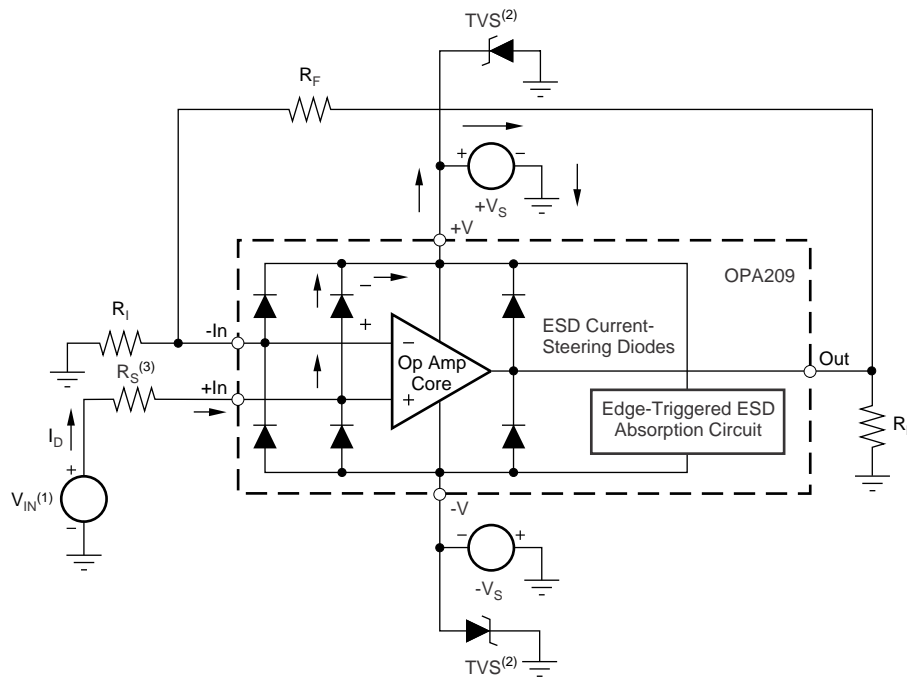 TVS(2)
RF
+ −
+VS
+V
OPA209
RI
−
+
-In
−
Op Amp
Core
+
ESD Current-
Steering Diodes
Out
RS(3)
+In
Edge-Triggered ESD
Absorption Circuit
ID
+
VIN(1)
−
-V
− +
-VS
TVS(2)